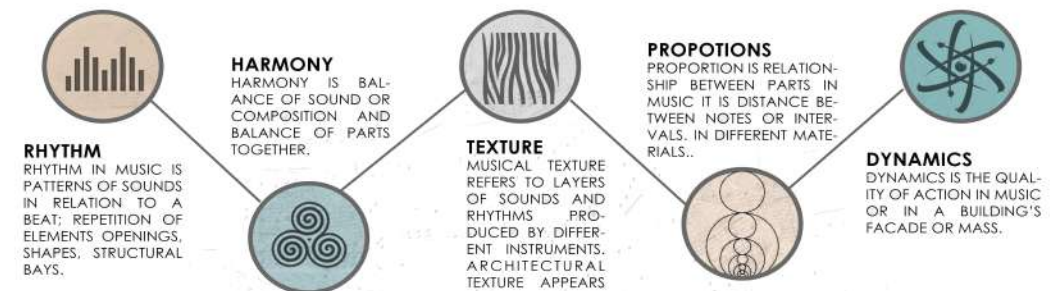 RHYTHM
RHYTHM IN MUSIC IS
PATTERNS OF SOUNDS
IN RELATION TO A
BEAT; REPETITION OF
ELEMENTS OPENINGS,
SHAPES, STRUCTURAL
BAYS.
HARMONY
HARMONY IS BAL-
ANCE OF SOUND OR
COMPOSITION AND
BALANCE OF PARTS
TOGETHER.
TEXTURE
MUSICAL TEXTURE
REFERS TO LAYERS
OF SOUNDS AND
RHYTHMS PRO-
DUCED BY DIFFER-
ENT INSTRUMENTS.
ARCHITECTURAL
TEXTURE APPEARS
PROPOTIONS
PROPORTION IS RELATION-
SHIP BETWEEN PARTS IN
MUSIC IT IS DISTANCE BE-
TWEEN NOTES OR INTER-
VALS. IN DIFFERENT MATE-
RIALS..
DYNAMICS
DYNAMICS IS THE QUAL-
ITY OF ACTION IN MUSIC
OR IN A BUILDING'S
FACADE OR MASS.